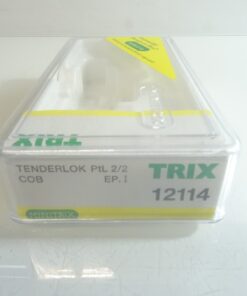 TRIX
TENDERLOK PtL 2/2
COB EP. I
TRIX
12114
MINITRIX